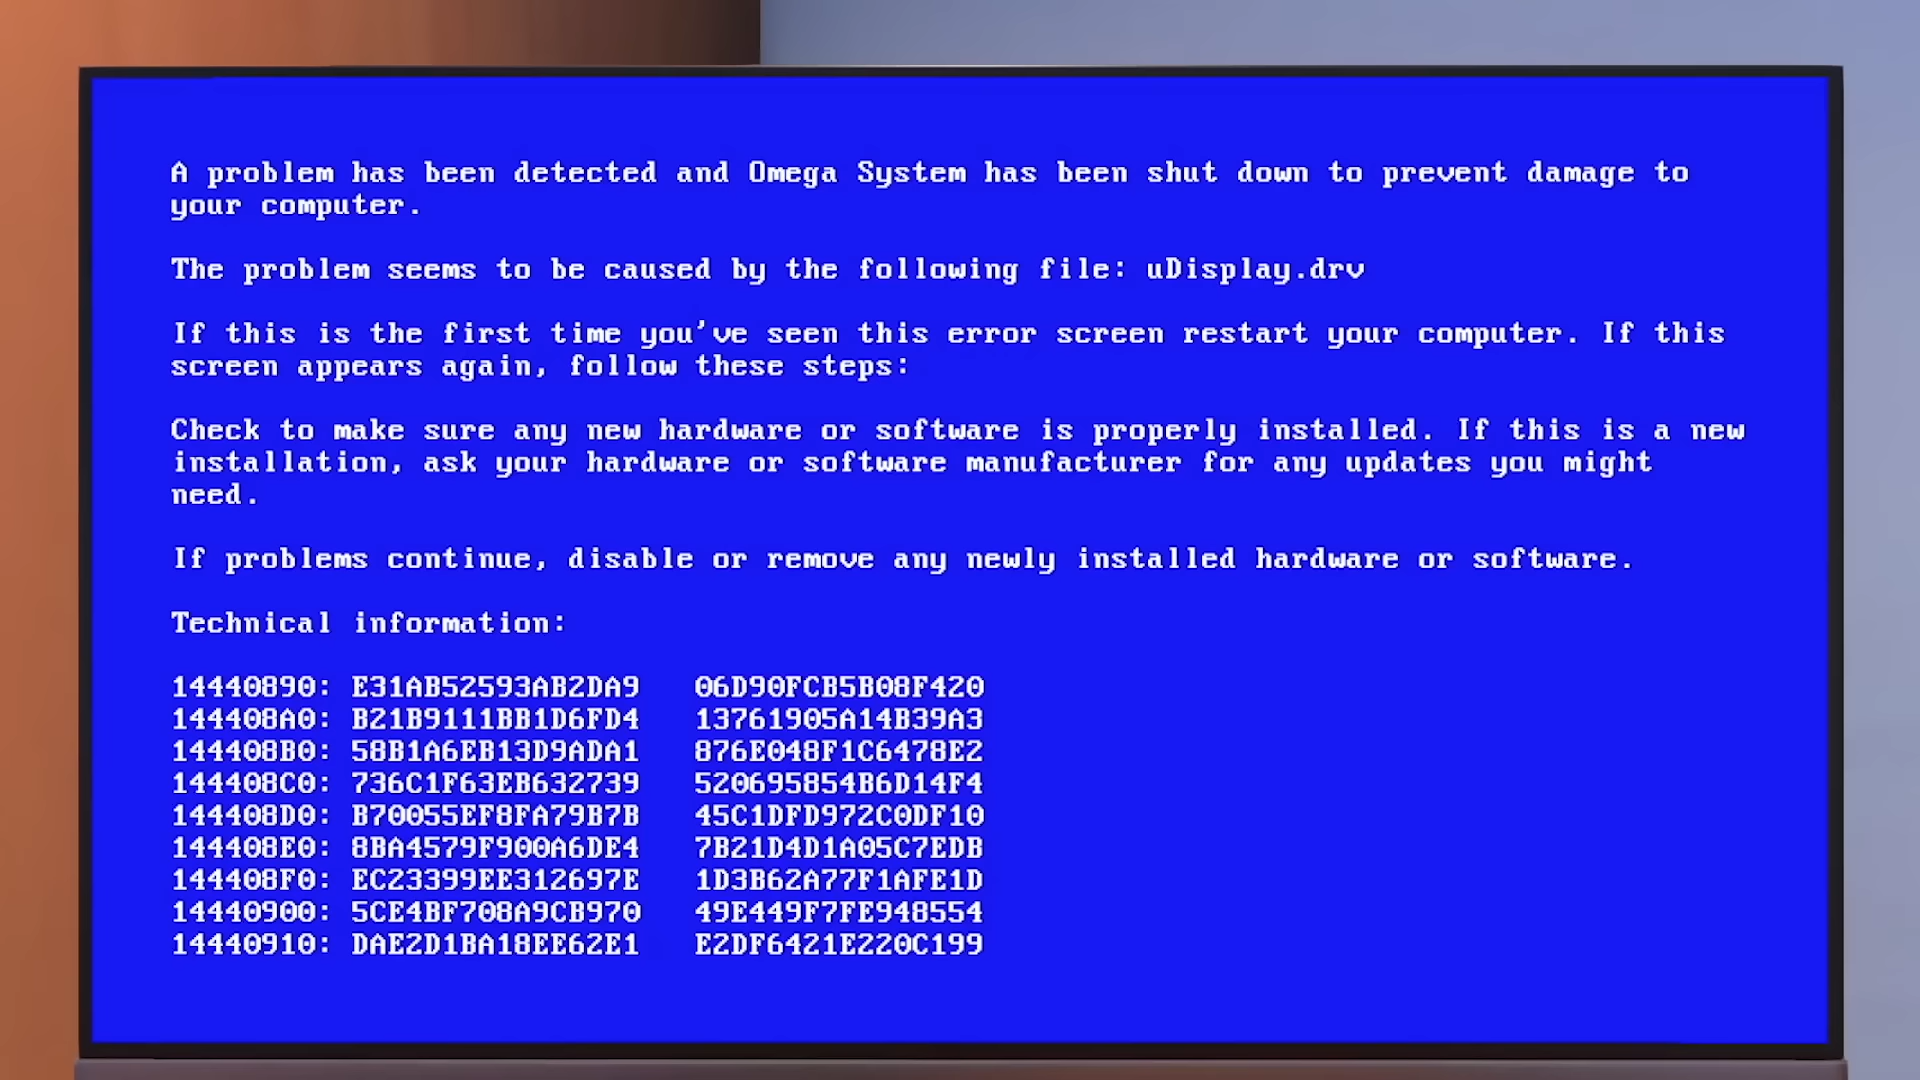 A problem has been detected and Omega System has been shut down to prevent damage to
your computer.
The problem seems to be caused by the following file: uDisplay.drv
If this is the first time you've seen this error screen restart your computer. If this
screen appears again, follow these steps:
Check to make sure any new hardware or software is properly installed. If this is a new
installation, ask your hardware or software manufacturer for any updates you might
need.
If problems continue, disable or remove any newly installed hardware or software.
Technical information:
14440890: E31AB52593AB2DA9 06D90FCB5B08F420
144408A0: B21B9111BB1D6FD4 13761905A14B39A3
144408B0: 58B1A6EB13D9ADA1 876E048F1C6478E2
144408C0: 736C1F63EB632739 520695854B6D14F4
144408D0: B70055EF8FA79B7B 45C1DFD972C0DF10
144408E0: 8BA4579F900A6DE4 7B21D4D1A05C7EDB
144408F0: EC23399EE312697E 1D3B62A77F1AFE1D
14440900: 5CE4BF708A9CB970 49E449F7FE948554
14440910: DAE2D1BA18EE62E1 E2DF6421E220C199